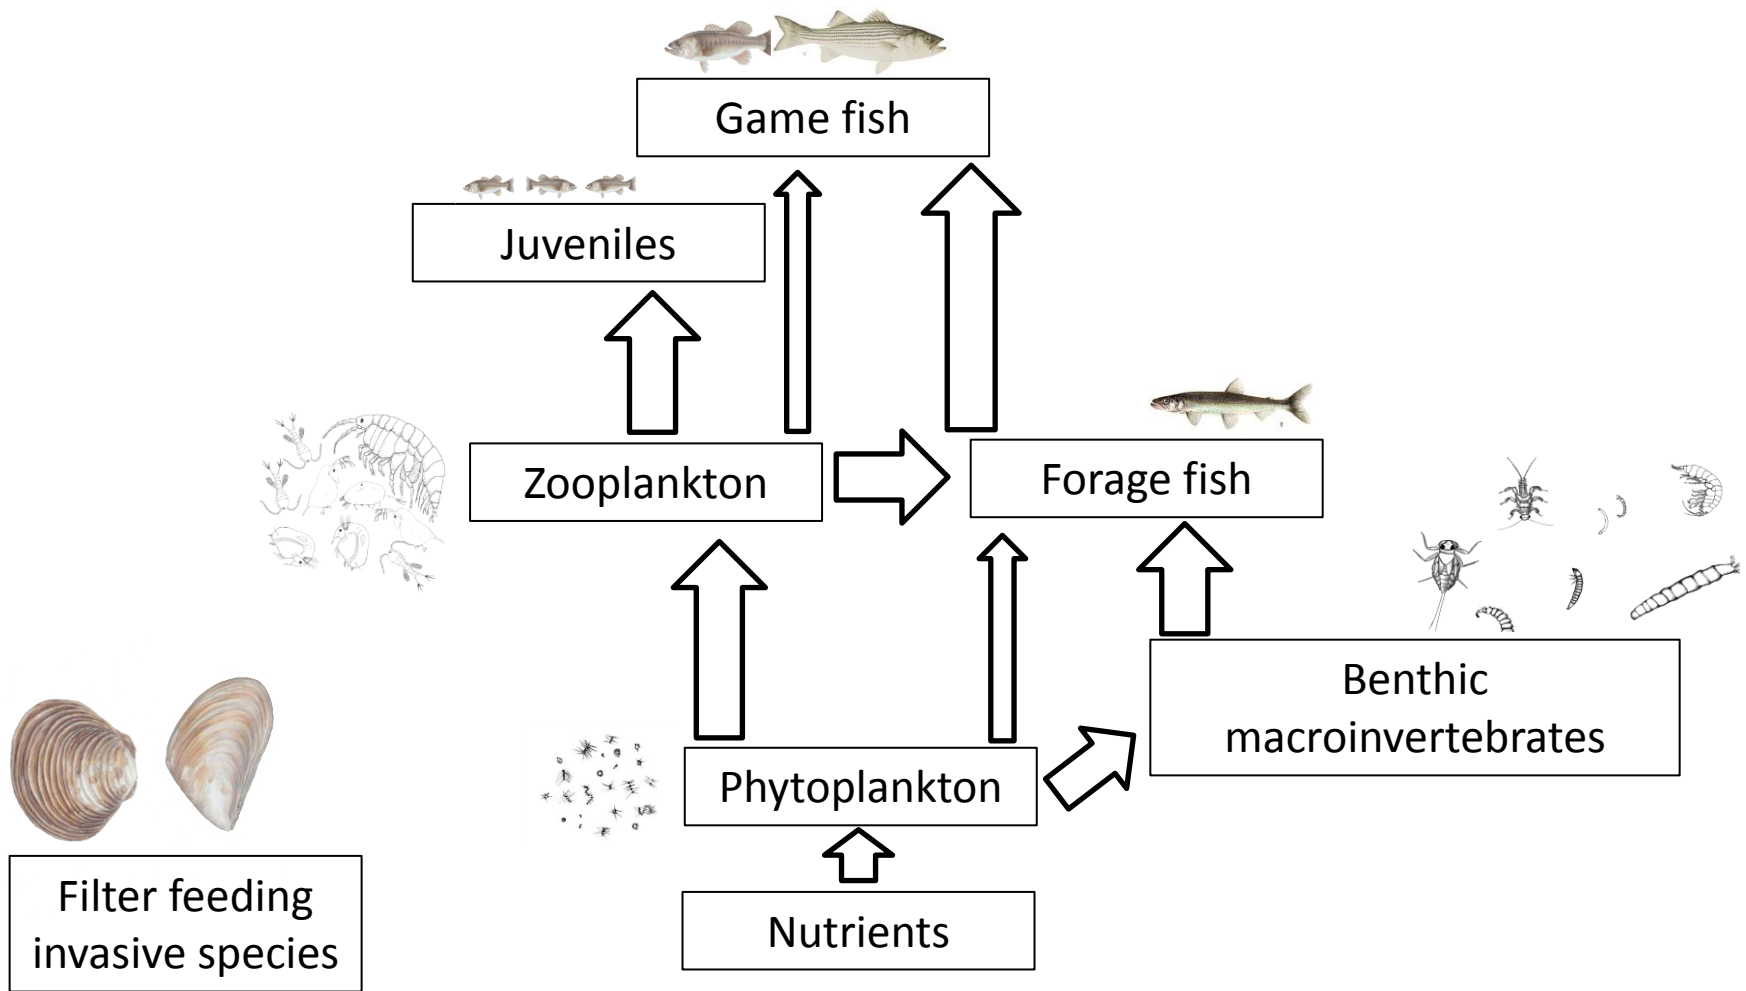 Game fish
Juveniles
Zooplankton
Forage fish
Benthic
macroinvertebrates
Phytoplankton
Filter feeding
invasive species
Nutrients